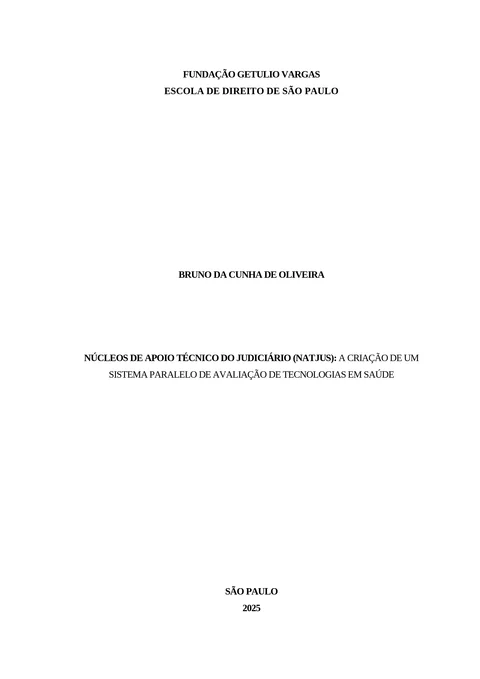 FUNDAÇÃO GETULIO VARGAS
ESCOLA DE DIREITO DE SÃO PAULO
BRUNO DA CUNHA DE OLIVEIRA
NÚCLEOS DE APOIO TÉCNICO DO JUDICIÁRIO (NATJUS): A CRIAÇÃO DE UM
SISTEMA PARALELO DE AVALIAÇÃO DE TECNOLOGIAS EM SAÚDE
SÃO PAULO
2025